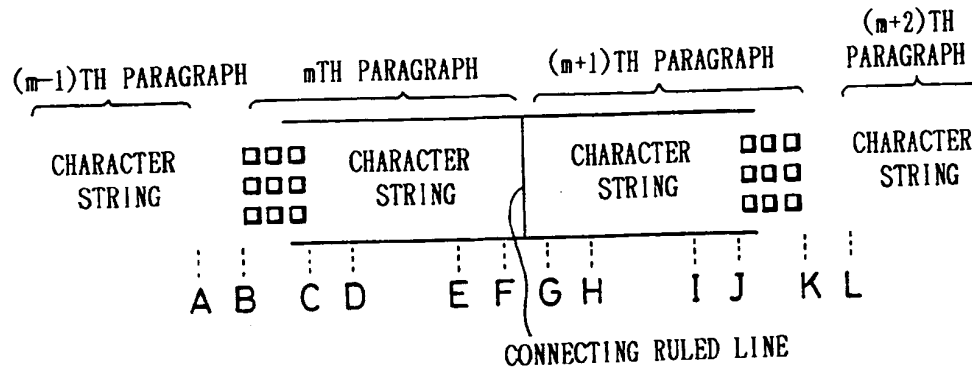 (m-1)TH PARAGRAPH
mTH PARAGRAPH
(m+1)TH PARAGRAPH
(m+2)TH
PARAGRAPH
CHARACTER
STRING
CHARACTER
STRING
CHARACTER
STRING
CHARACTER
STRING
A B C D E F G H I J K L
CONNECTING RULED LINE